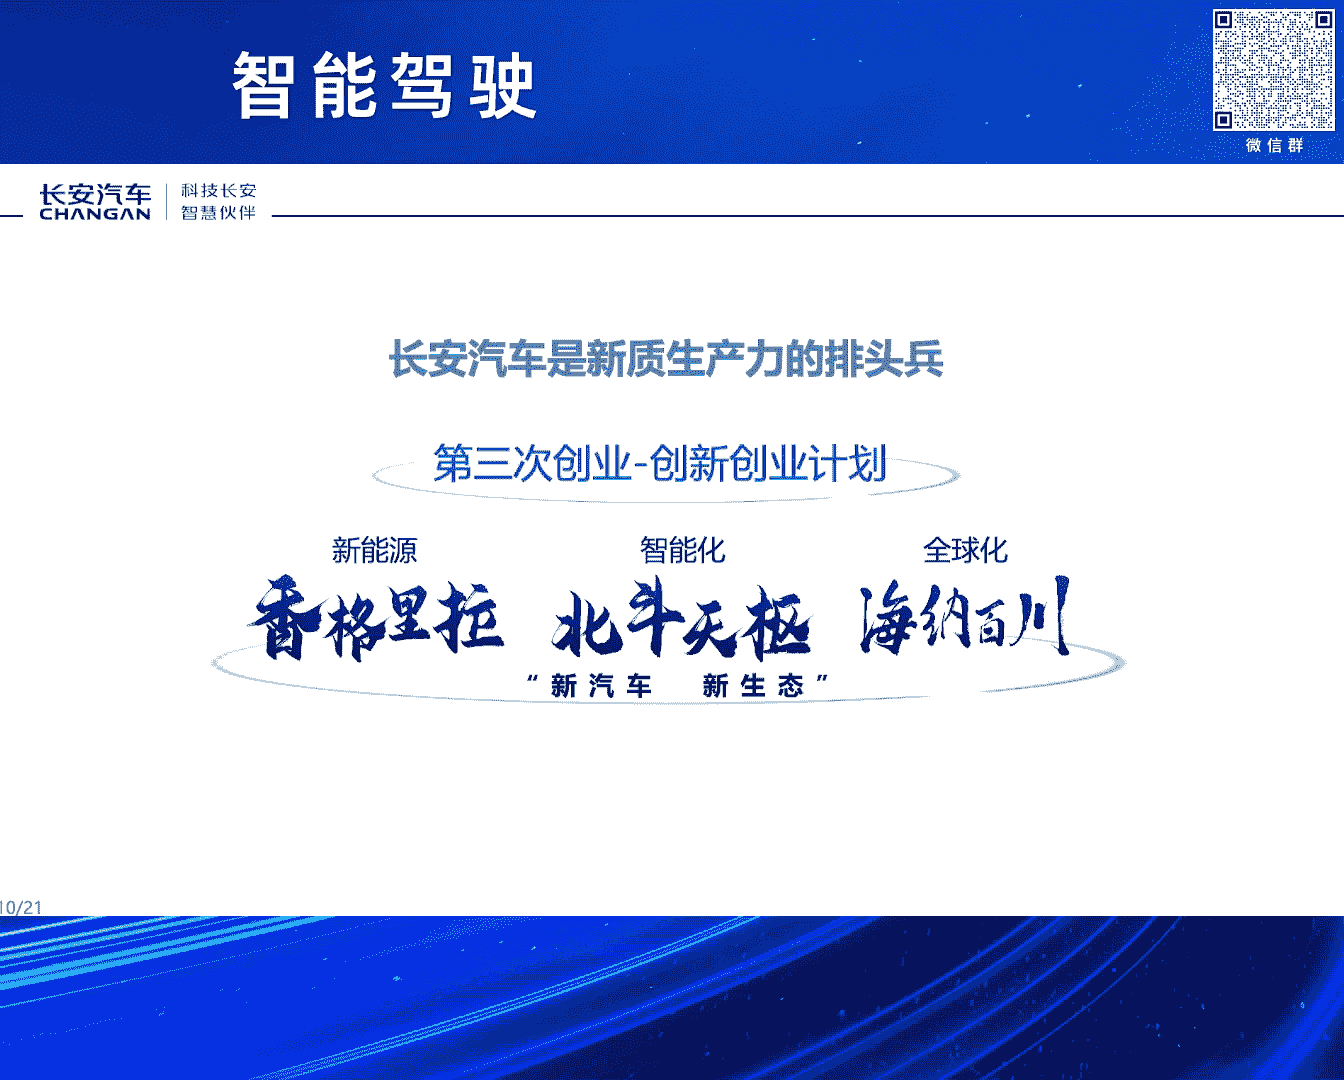 智能驾驶
微信群
长安汽车
CHANGAN
科技长安
智慧伙伴
长安汽车是新质生产力的排头兵
第三次创业-创新创业计划
新能源 智能化 全球化
香格里拉 北斗天枢 海纳百川
“新汽车 新生态”
10/21